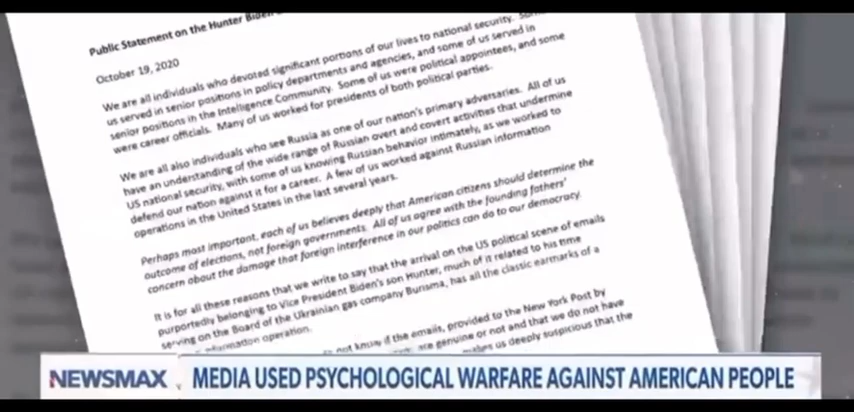 Public Statement on the Hunter Biden
October 19, 2020
We are all individuals who devoted significant portions of our lives to national security. Some
us served in senior positions in policy departments and agencies, and some of us served in
senior positions in the Intelligence Community. Some of us were political appointees, and some
were career officials. Many of us worked for presidents of both political parties.
We are all also individuals who see Russia as one of our nation's primary adversaries. All of us
have an understanding of the wide range of Russian overt and covert activities that undermine
US national security, with some of us knowing Russian behavior intimately, as we worked to
defend our nation against it for a career. A few of us worked against Russian information
operations in the United States in the last several years.
Perhaps most important, each of us believes deeply that American citizens should determine the
outcome of elections, not foreign governments. All of us agree with the founding fathers'
concern about the damage that foreign interference in our politics can do to our democracy.
It is for all these reasons that we write to say that the arrival on the US political scene of emails
purportedly belonging to Vice President Biden's son Hunter, much of it related to his time
serving on the Board of the Ukrainian gas company Burisma, has all the classic earmarks of a
information operation.
not know if the emails, provided to the New York Post by
are genuine or not and that we do not have
makes us deeply suspicious that the
NEWSMAX MEDIA USED PSYCHOLOGICAL WARFARE AGAINST AMERICAN PEOPLE